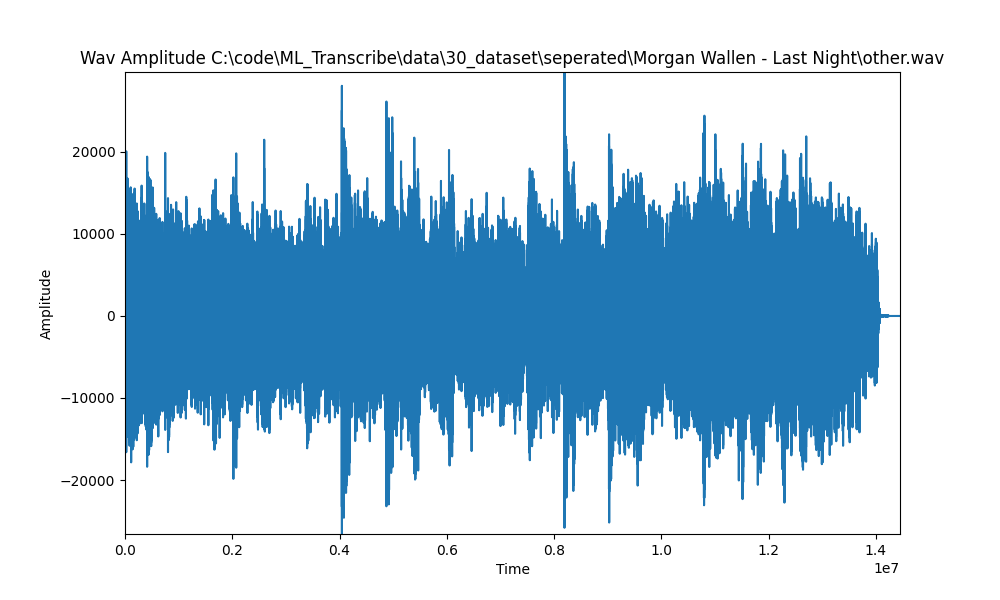 Wav Amplitude C:\code\ML_Transcribe\data\30_dataset\seperated\Morgan Wallen - Last Night\other.wav
20000
10000
0
−10000
−20000
Amplitude
0.0 0.2 0.4 0.6 0.8 1.0 1.2 1.4
1e7
Time